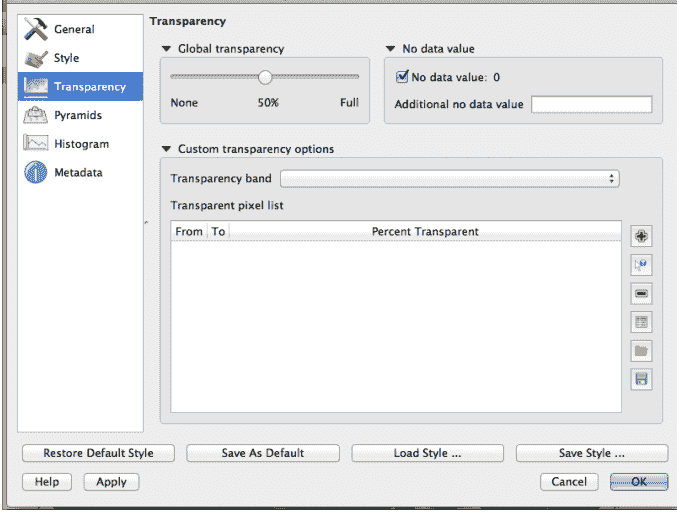 General
Style
Transparency
Pyramids
Histogram
Metadata
Transparency
Global transparency
None 50% Full
No data value
No data value: 0
Additional no data value
Custom transparency options
Transparency band
Transparent pixel list
From To Percent Transparent
Restore Default Style Save As Default Load Style ... Save Style ...
Help Apply Cancel OK